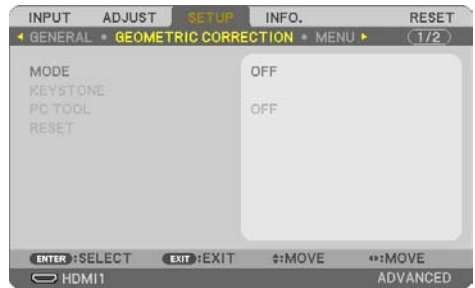 INPUT ADJUST SETUP INFO. RESET
GENERAL • GEOMETRIC CORRECTION • MENU (1/2)
MODE OFF
KEYSTONE
PC TOOL OFF
RESET
ENTER :SELECT EXIT :EXIT :MOVE :MOVE
HDMI1 ADVANCED